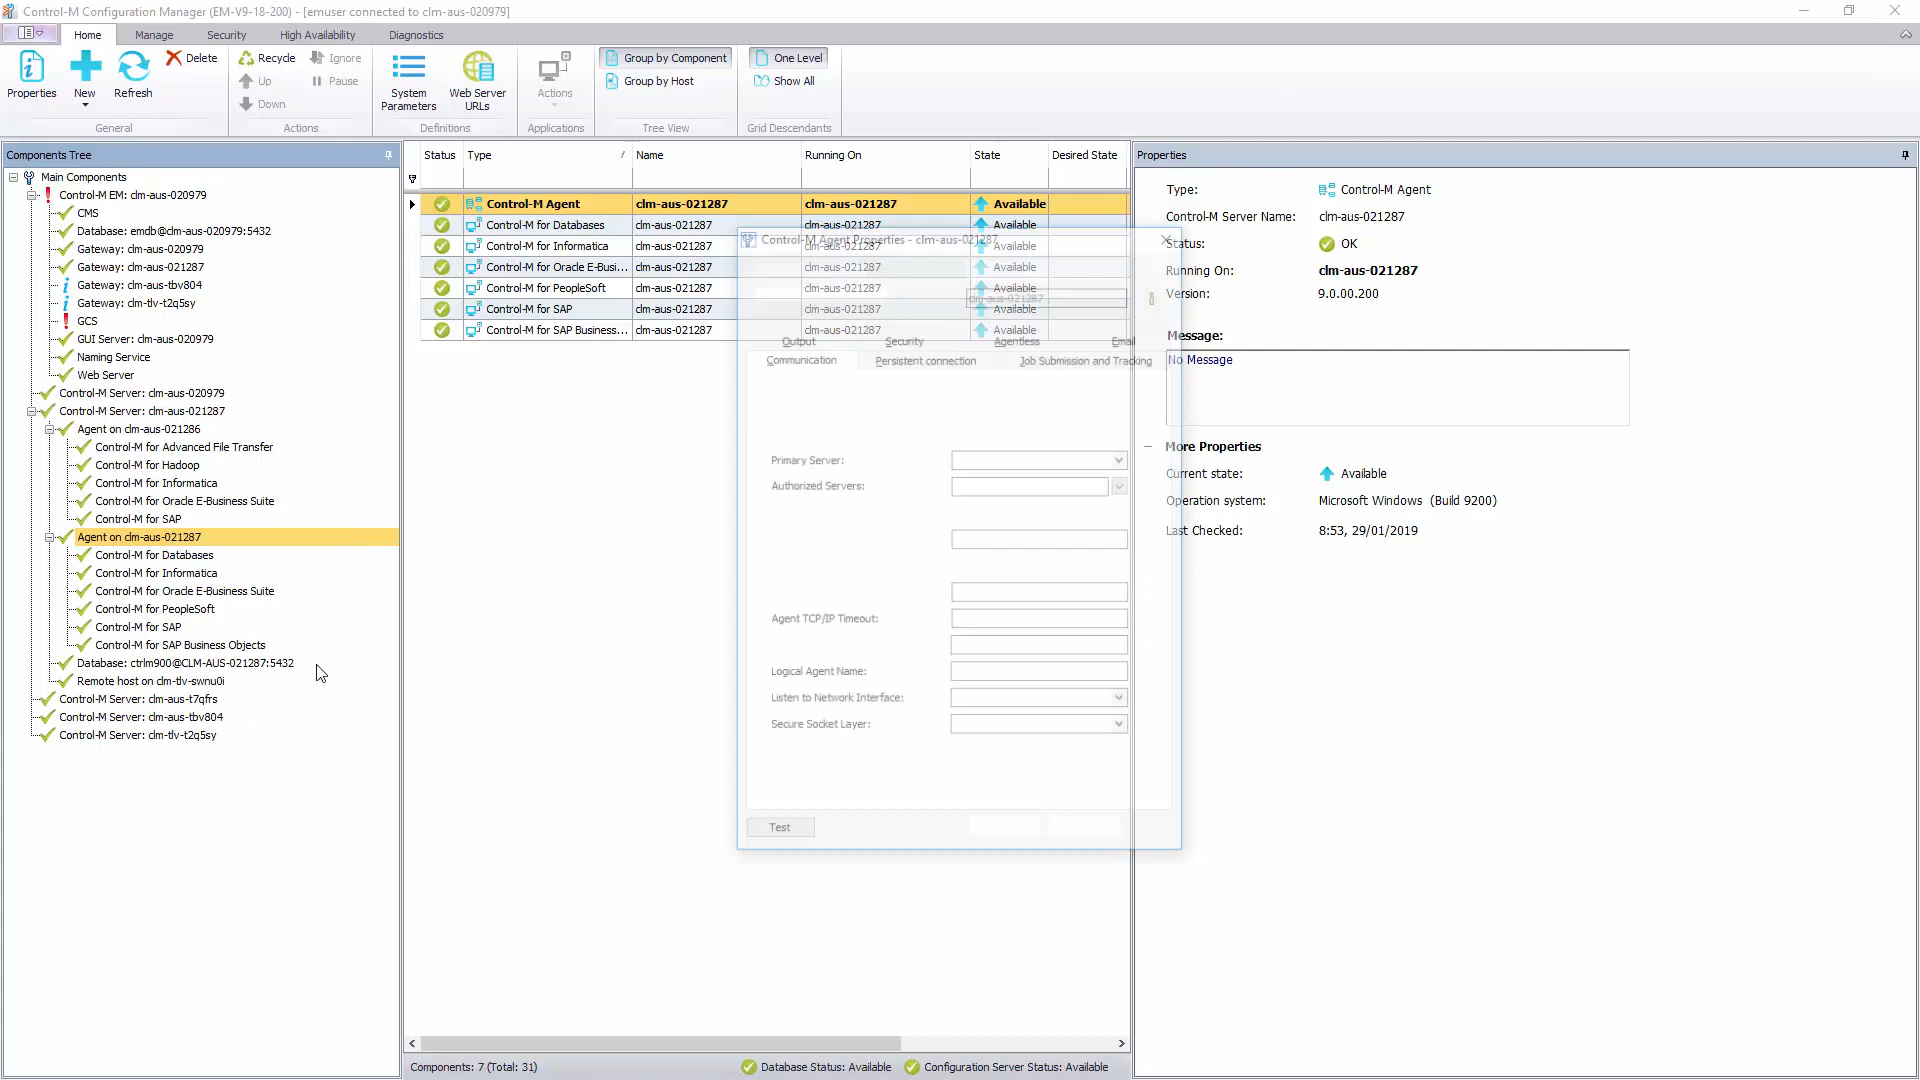 Control-M Configuration Manager (EM-V9-18-200) - [emuser connected to clm-aus-020979]
Home Manage Security High Availability Diagnostics
Properties
New
Refresh
Delete
General
Recycle
Up
Down
Ignore
Pause
Actions
System Parameters
Web Server URLs
Definitions
Actions
Applications
Group by Component
Group by Host
Tree View
One Level
Show All
Grid Descendants
Components Tree
Main Components
Control-M EM: clm-aus-020979
CMS
Database: emdb@clm-aus-020979:5432
Gateway: clm-aus-020979
Gateway: clm-aus-021287
Gateway: clm-aus-tbv804
Gateway: clm-tlv-t2q5sy
GCS
GUI Server: clm-aus-020979
Naming Service
Web Server
Control-M Server: clm-aus-020979
Control-M Server: clm-aus-021287
Agent on clm-aus-021286
Control-M for Advanced File Transfer
Control-M for Hadoop
Control-M for Informatica
Control-M for Oracle E-Business Suite
Control-M for SAP
Agent on clm-aus-021287
Control-M for Databases
Control-M for Informatica
Control-M for Oracle E-Business Suite
Control-M for PeopleSoft
Control-M for SAP
Control-M for SAP Business Objects
Database: ctrlm900@CLM-AUS-021287:5432
Remote host on clm-tlv-swnu0i
Control-M Server: clm-aus-t7qfrs
Control-M Server: clm-aus-tbv804
Control-M Server: clm-tlv-t2q5sy
Status Type Name Running On State Desired State
Control-M Agent clm-aus-021287 clm-aus-021287 Available
Control-M for Databases clm-aus-021287 clm-aus-021287 Available
Control-M for Informatica clm-aus-021287 clm-aus-021287 Available
Control-M for Oracle E-Busi... clm-aus-021287 clm-aus-021287 Available
Control-M for PeopleSoft clm-aus-021287 clm-aus-021287 Available
Control-M for SAP clm-aus-021287 clm-aus-021287 Available
Control-M for SAP Business... clm-aus-021287 clm-aus-021287 Available
Control-M Agent Properties - clm-aus-021287
clm-aus-021287
Output Security Agentless Email
Communication Persistent connection Job Submission and Tracking
Primary Server:
Authorized Servers:
Agent TCP/IP Timeout:
Logical Agent Name:
Listen to Network Interface:
Secure Socket Layer:
Test
Properties
Type: Control-M Agent
Control-M Server Name: clm-aus-021287
Status: OK
Running On: clm-aus-021287
Version: 9.0.00.200
Message:
No Message
More Properties
Current state: Available
Operation system: Microsoft Windows (Build 9200)
Last Checked: 8:53, 29/01/2019
Components: 7 (Total: 31) Database Status: Available Configuration Server Status: Available